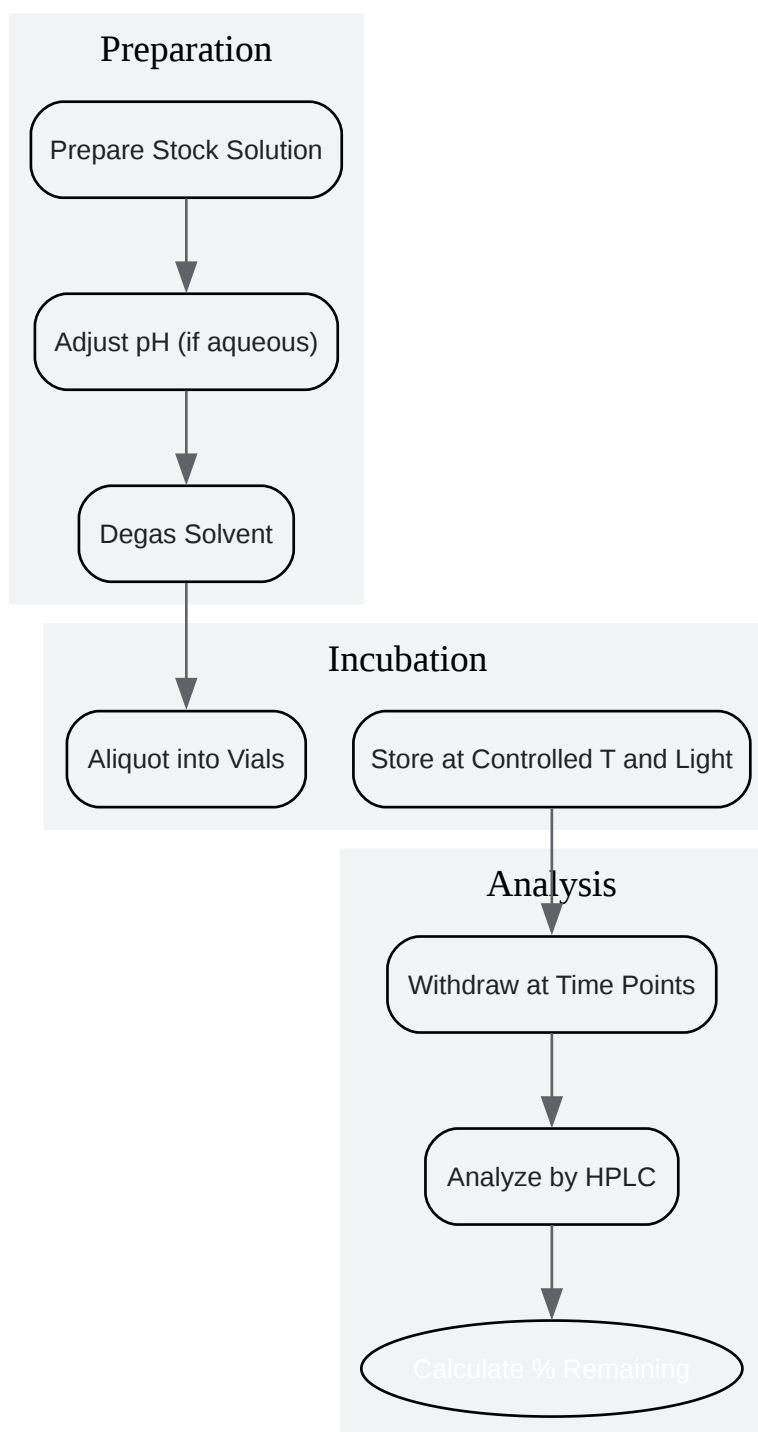 Preparation
Prepare Stock Solution
Adjust pH (if aqueous)
Degas Solvent
Incubation
Aliquot into Vials
Store at Controlled T and Light
Analysis
Withdraw at Time Points
Analyze by HPLC
Calculate % Remaining